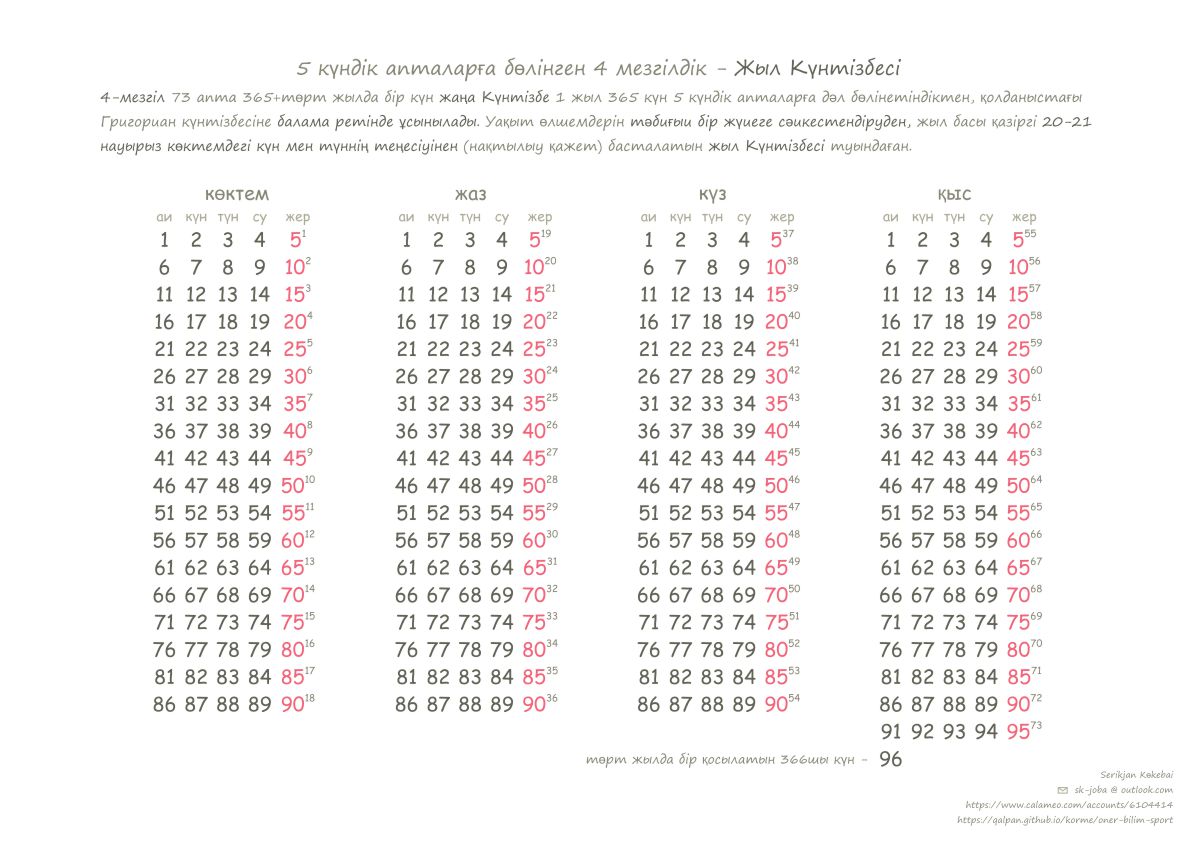 5 күндік апталарға бөлінген 4 мезгілдік - Жыл Күнтізбесі
4-мезгіл 73 апта 365+төрт жылда бір күн жаңа Күнтізбе 1 жыл 365 күн 5 күндік апталарға дәл бөлінетіндіктен, қолданыстағы
Григориан күнтізбесіне балама ретінде ұсынылады. Уақыт өлшемдерін тәбиғыи бір жүиеге сәикестендіруден, жыл басы қазіргі 20-21
науырыз көктемдегі күн мен түннің теңесіуінен (нақтылыу қажет) басталатын жыл Күнтізбесі туындаған.
көктем жаз күз қыс
аи күн түн су жер аи күн түн су жер аи күн түн су жер аи күн түн су жер
1 2 3 4 5 1 1 2 3 4 5 19 1 2 3 4 5 37 1 2 3 4 5 55
6 7 8 9 10 2 6 7 8 9 10 20 6 7 8 9 10 38 6 7 8 9 10 56
11 12 13 14 15 3 11 12 13 14 15 21 11 12 13 14 15 39 11 12 13 14 15 57
16 17 18 19 20 4 16 17 18 19 20 22 16 17 18 19 20 40 16 17 18 19 20 58
21 22 23 24 25 5 21 22 23 24 25 23 21 22 23 24 25 41 21 22 23 24 25 59
26 27 28 29 30 6 26 27 28 29 30 24 26 27 28 29 30 42 26 27 28 29 30 60
31 32 33 34 35 7 31 32 33 34 35 25 31 32 33 34 35 43 31 32 33 34 35 61
36 37 38 39 40 8 36 37 38 39 40 26 36 37 38 39 40 44 36 37 38 39 40 62
41 42 43 44 45 9 41 42 43 44 45 27 41 42 43 44 45 45 41 42 43 44 45 63
46 47 48 49 50 10 46 47 48 49 50 28 46 47 48 49 50 46 46 47 48 49 50 64
51 52 53 54 55 11 51 52 53 54 55 29 51 52 53 54 55 47 51 52 53 54 55 65
56 57 58 59 60 12 56 57 58 59 60 30 56 57 58 59 60 48 56 57 58 59 60 66
61 62 63 64 65 13 61 62 63 64 65 31 61 62 63 64 65 49 61 62 63 64 65 67
66 67 68 69 70 14 66 67 68 69 70 32 66 67 68 69 70 50 66 67 68 69 70 68
71 72 73 74 75 15 71 72 73 74 75 33 71 72 73 74 75 51 71 72 73 74 75 69
76 77 78 79 80 16 76 77 78 79 80 34 76 77 78 79 80 52 76 77 78 79 80 70
81 82 83 84 85 17 81 82 83 84 85 35 81 82 83 84 85 53 81 82 83 84 85 71
86 87 88 89 90 18 86 87 88 89 90 36 86 87 88 89 90 54 86 87 88 89 90 72
91 92 93 94 95 73
төрт жылда бір қосылатын 366шы күн - 96
Serikjan Kөkebai
sk-joba @ outlook.com
https://www.calameo.com/accounts/6104414
https://qalpan.github.io/korme/oner-bilim-sport